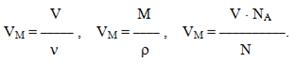 V M V · N_A
V_M = ——— , V_M = ——— , V_M = ————.
ν ρ N